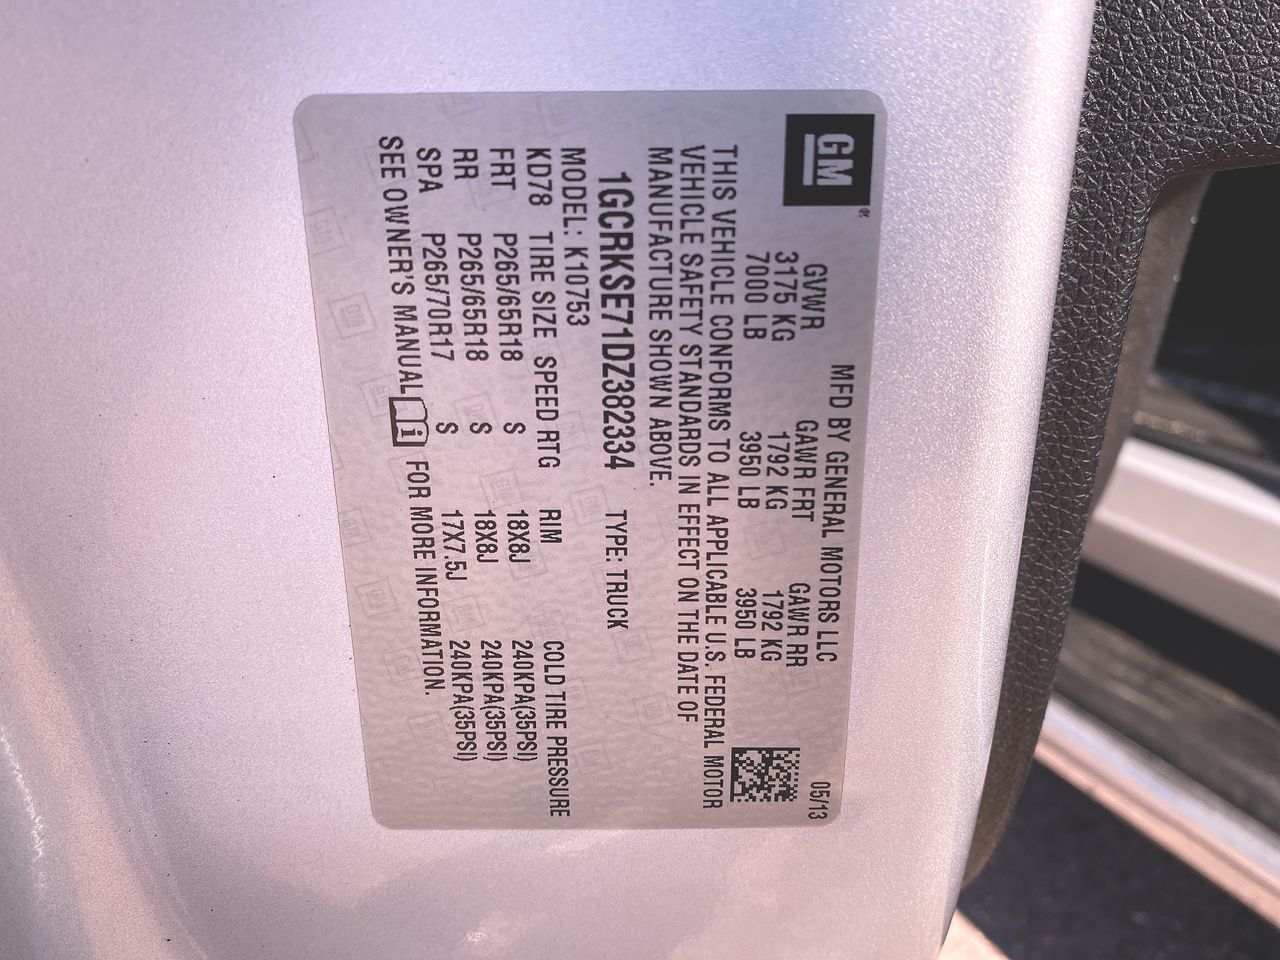 GM®
MFD BY GENERAL MOTORS LLC 05/13
GVWR GAWR FRT GAWR RR
3175 KG 1792 KG 1792 KG
7000 LB 3950 LB 3950 LB
THIS VEHICLE CONFORMS TO ALL APPLICABLE U.S. FEDERAL MOTOR
VEHICLE SAFETY STANDARDS IN EFFECT ON THE DATE OF
MANUFACTURE SHOWN ABOVE.
1GCRKSE71DZ382334 TYPE: TRUCK
MODEL: K10753
KD78 TIRE SIZE SPEED RTG RIM COLD TIRE PRESSURE
FRT P265/65R18 S 18X8J 240KPA(35PSI)
RR P265/65R18 S 18X8J 240KPA(35PSI)
SPA P265/70R17 S 17X7.5J 240KPA(35PSI)
SEE OWNER'S MANUAL i FOR MORE INFORMATION.